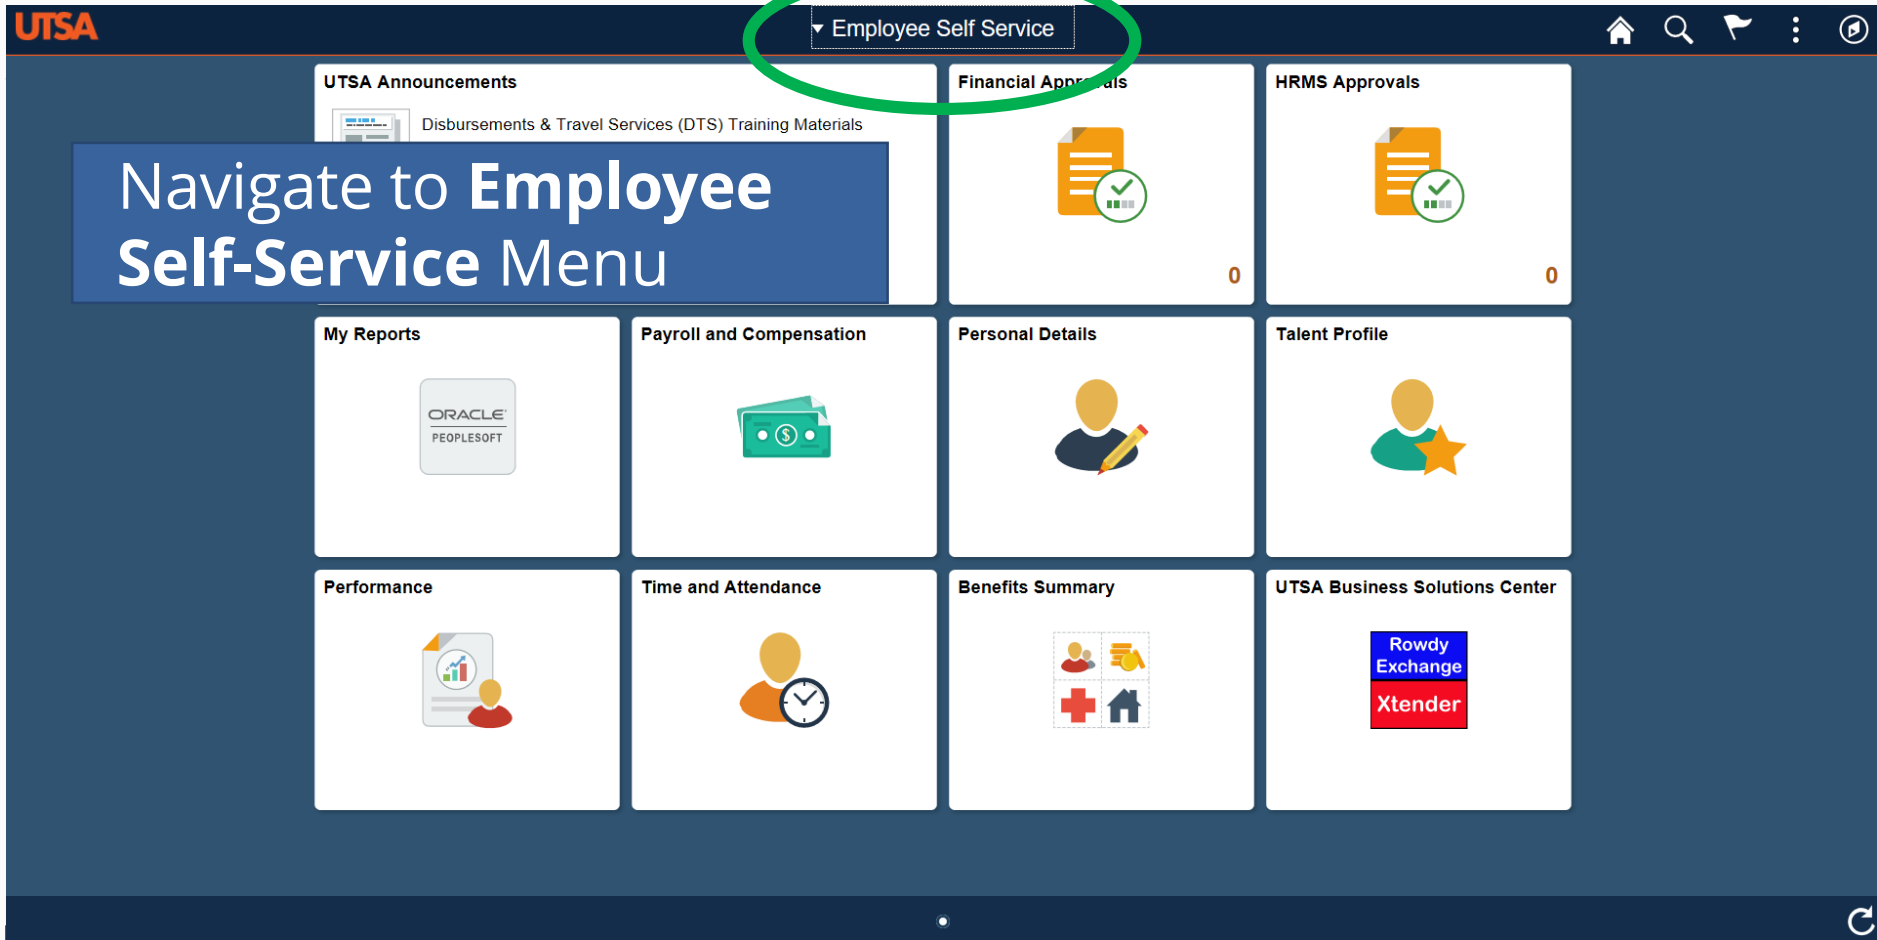 UTSA
Employee Self Service
UTSA Announcements
Disbursements & Travel Services (DTS) Training Materials
Navigate to Employee
Self-Service Menu
Financial Approvals
0
HRMS Approvals
0
My Reports
ORACLE
PEOPLESOFT
Payroll and Compensation
$
Personal Details
Talent Profile
Performance
Time and Attendance
Benefits Summary
UTSA Business Solutions Center
Rowdy
Exchange
Xtender